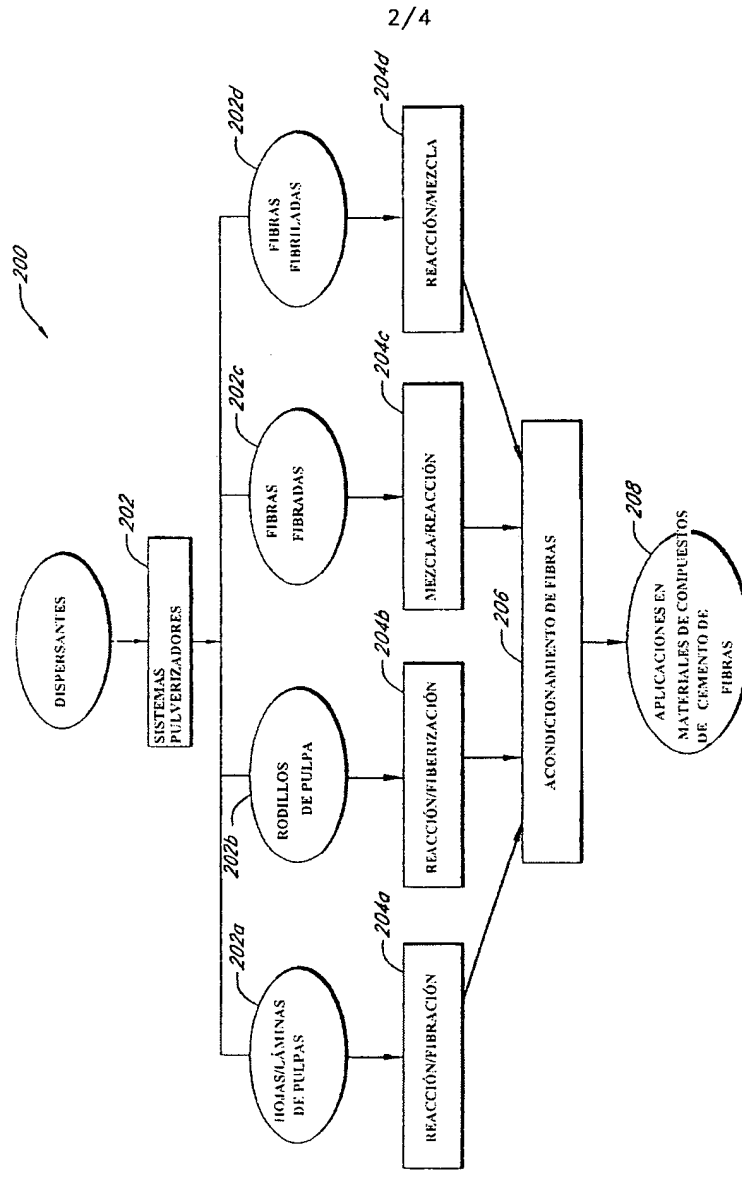 2/4
200
DISPERSANTES
202
SISTEMAS
PULVERIZADORES
202a
HOJAS/LÁMINAS
DE PULPAS
202b
RODILLOS
DE PULPA
202c
FIBRAS
FIBRADAS
202d
FIBRAS
FIBRILADAS
204a
REACCIÓN/FIBRACIÓN
204b
REACCIÓN/FIBERIZACIÓN
204c
MEZCLA/REACCIÓN
204d
REACCIÓN/MEZCLA
206
ACONDICIONAMIENTO DE FIBRAS
208
APLICACIONES EN
MATERIALES DE COMPUESTOS
DE CEMENTO DE
FIBRAS